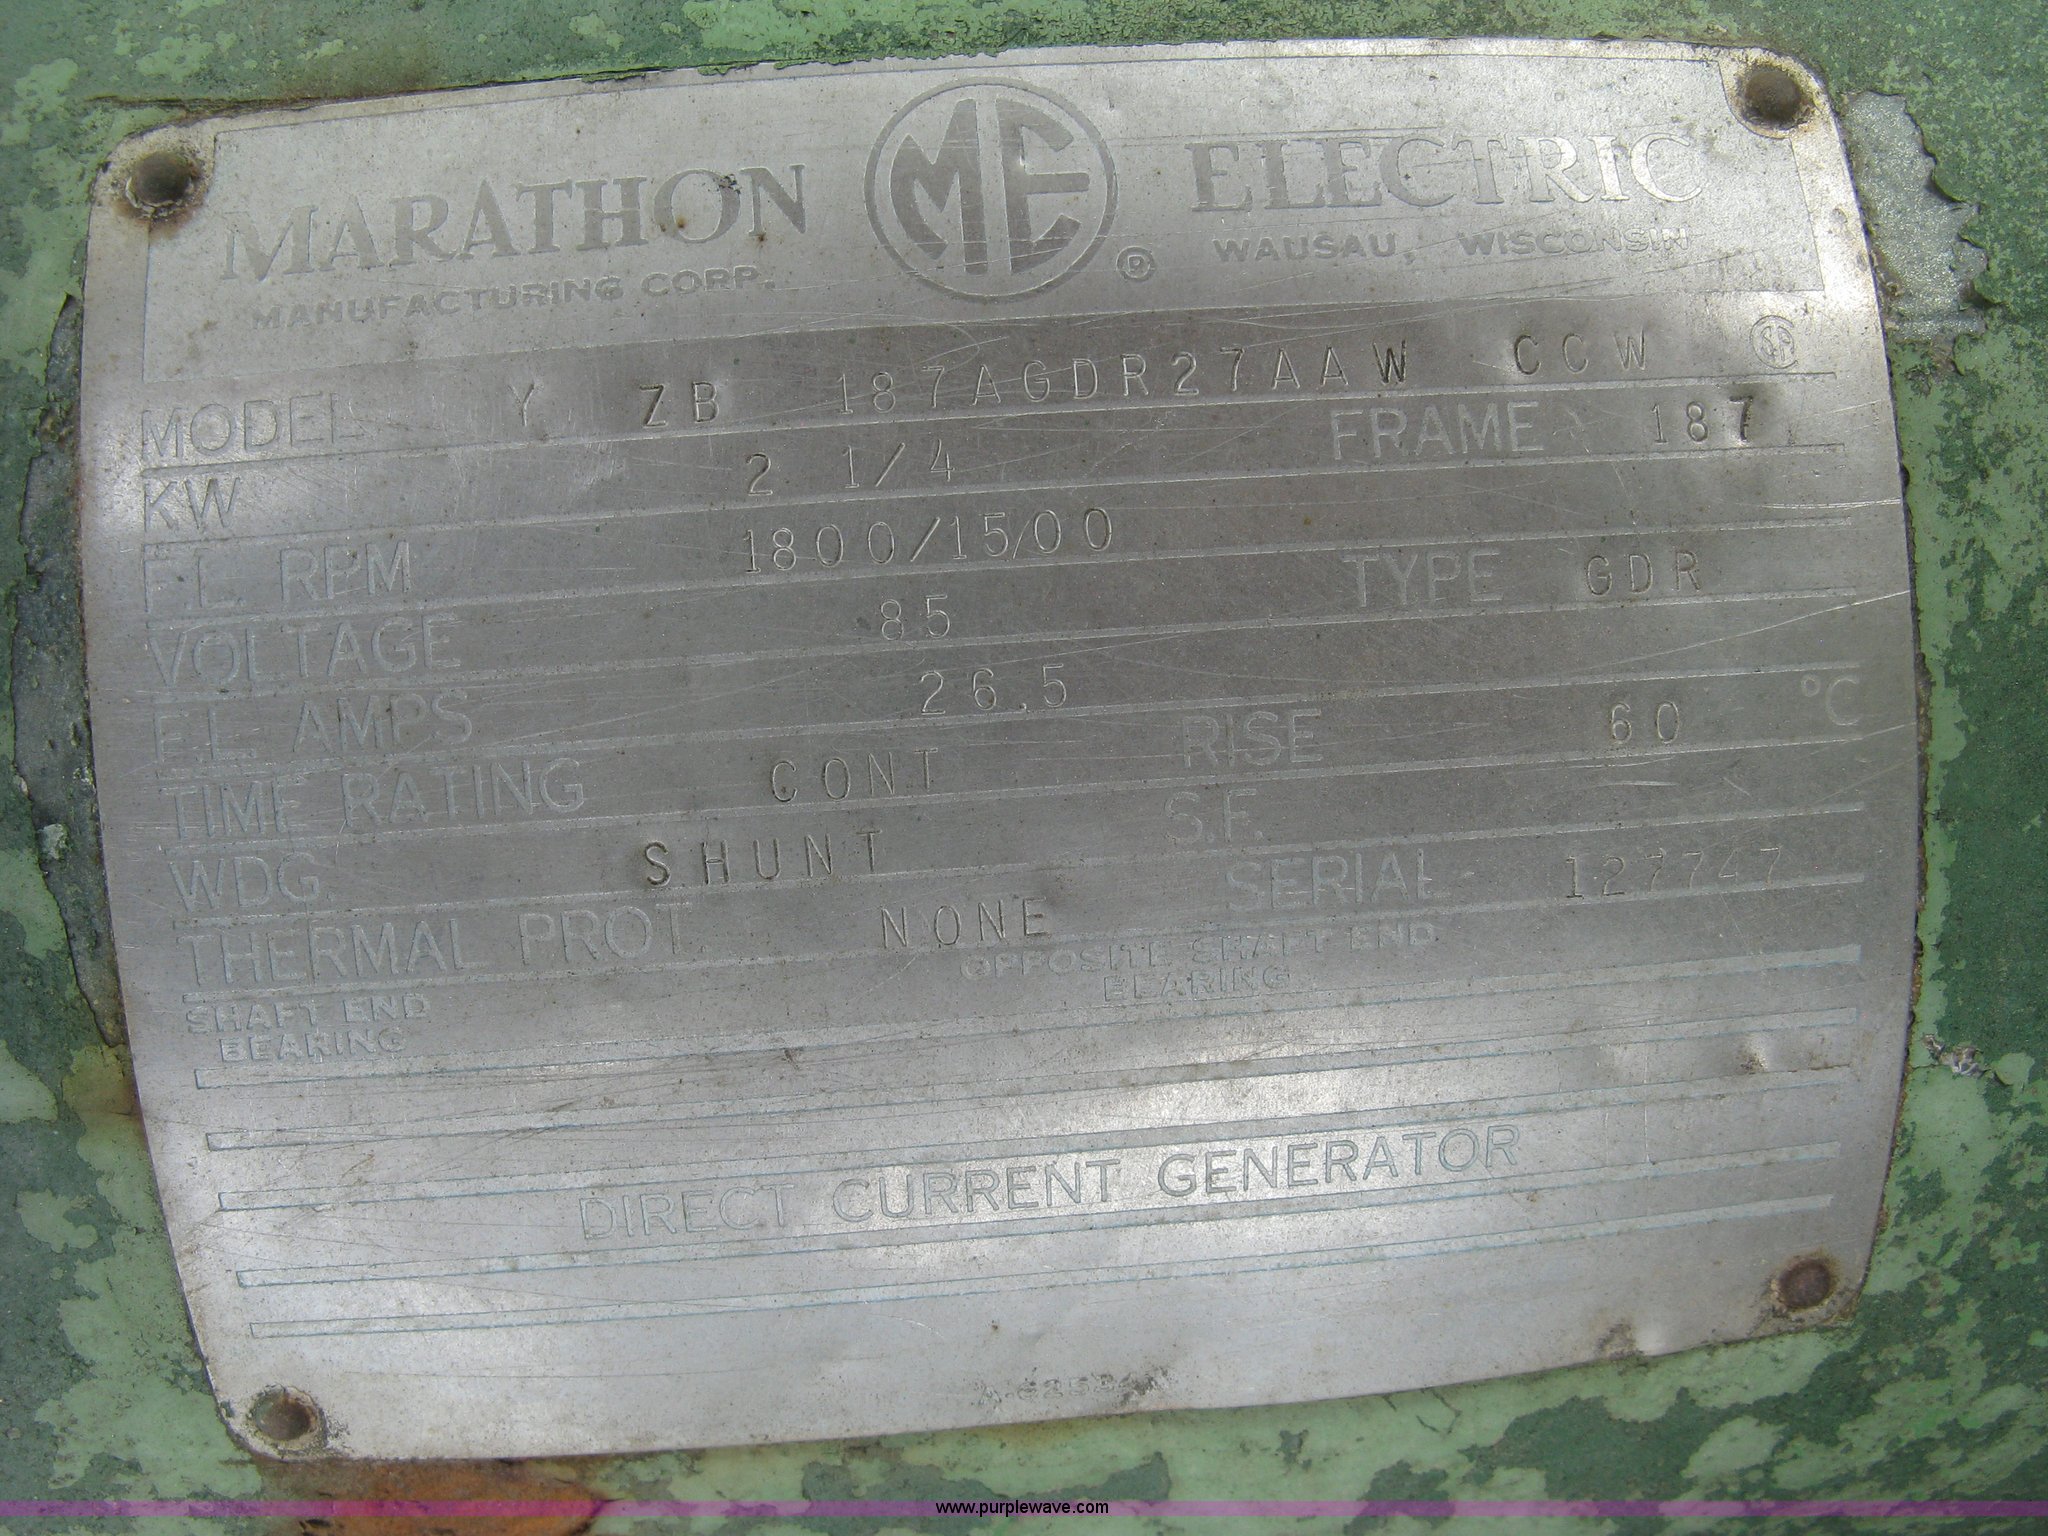 MARATHON ME ® ELECTRIC
MANUFACTURING CORP. WAUSAU, WISCONSIN
MODEL Y ZB 187AGDR27AAW CCW
KW 2 1/4 FRAME 187
F.L. RPM 1800/1500
VOLTAGE 85 TYPE GDR
F.L. AMPS 26.5
TIME RATING CONT RISE 60 °C
WDG. SHUNT S.F.
THERMAL PROT. NONE SERIAL 127747
SHAFT END BEARING OPPOSITE SHAFT END BEARING
DIRECT CURRENT GENERATOR
www.purplewave.com